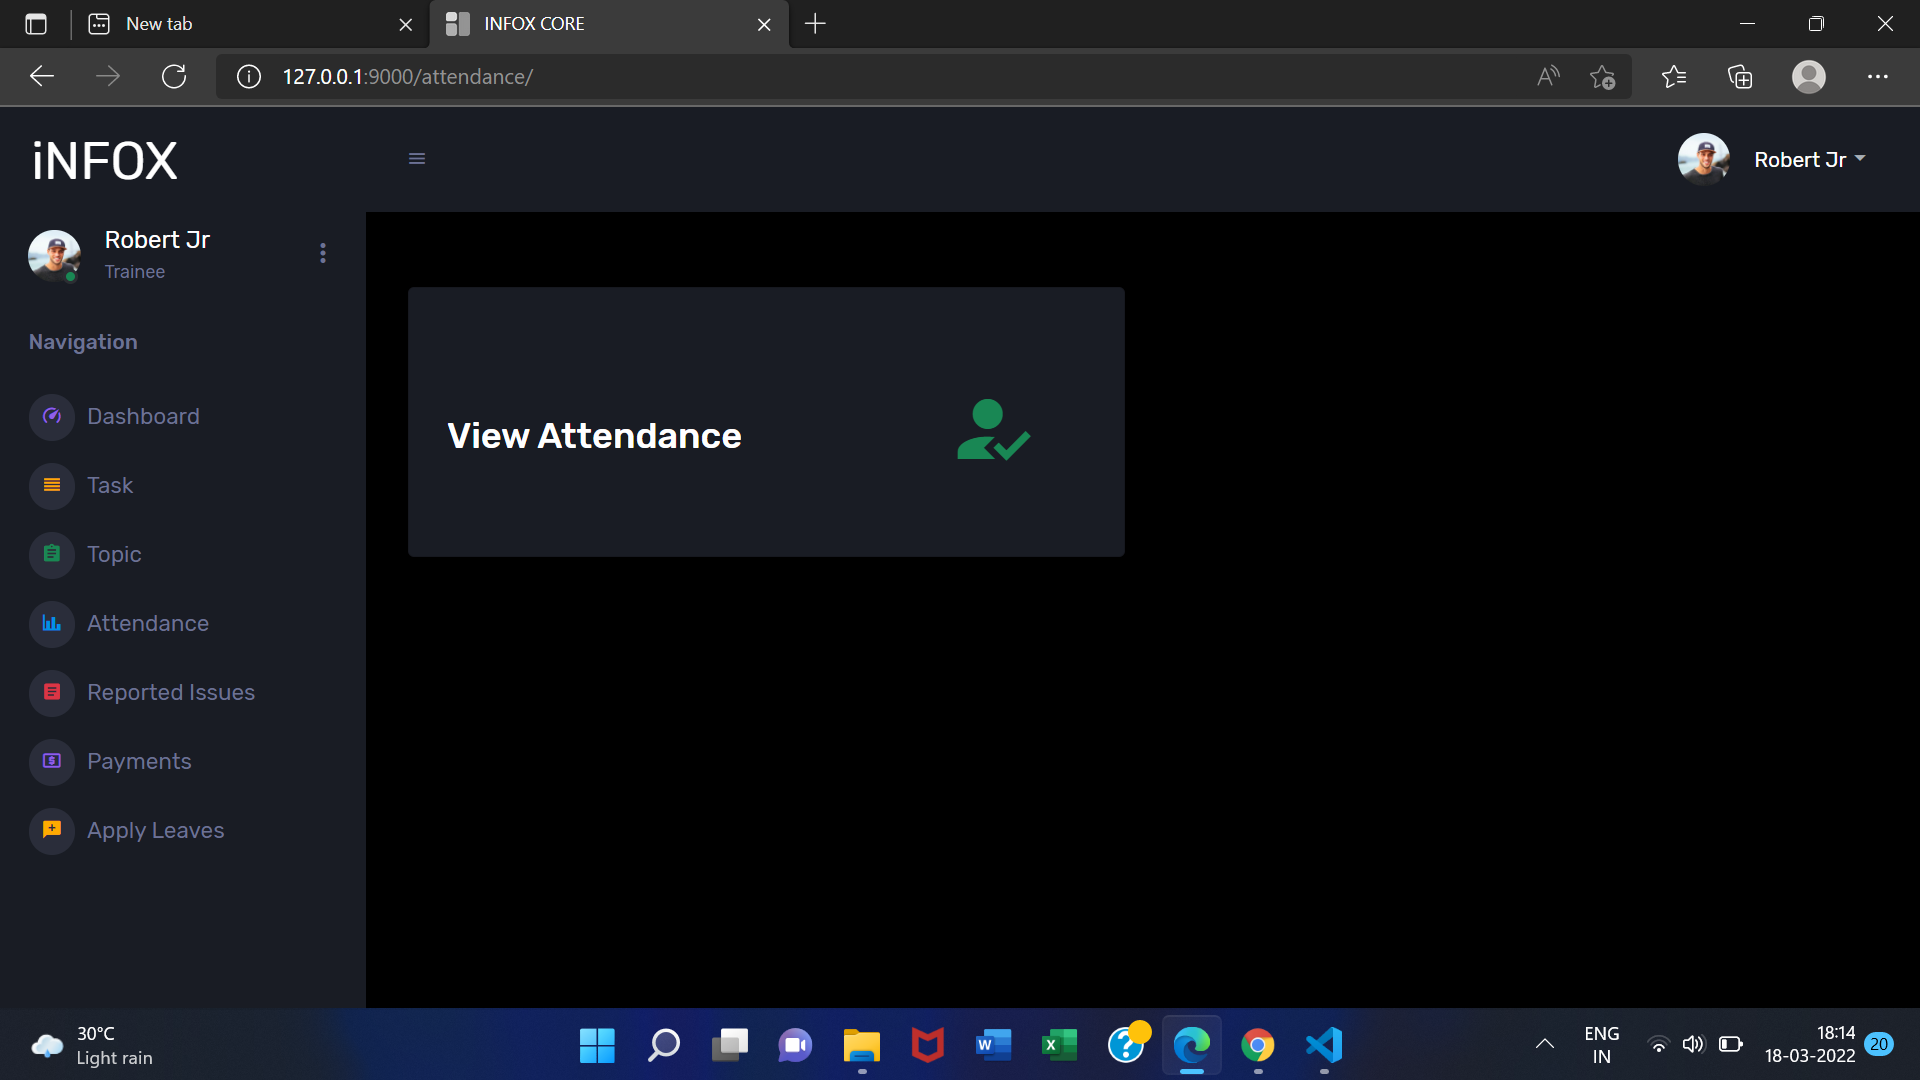 New tab
INFOX CORE
127.0.0.1:9000/attendance/
iNFOX
Robert Jr
Robert Jr
Trainee
Navigation
Dashboard
Task
Topic
Attendance
Reported Issues
Payments
Apply Leaves
View Attendance
30°C
Light rain
ENG
IN
18:14
18-03-2022
20